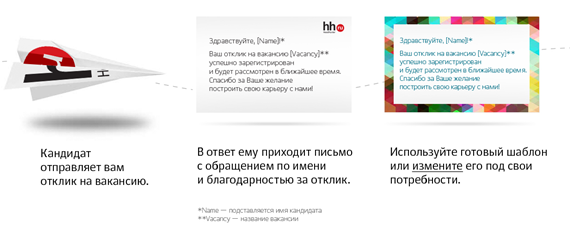 hh.ru
Здравствуйте, [Name]!*
Ваш отклик на вакансию [Vacancy]**
успешно зарегистрирован
и будет рассмотрен в ближайшее время.
Спасибо за Ваше желание
построить свою карьеру с нами!
Здравствуйте, [Name]!*
Ваш отклик на вакансию [Vacancy]**
успешно зарегистрирован
и будет рассмотрен в ближайшее время.
Спасибо за Ваше желание
построить свою карьеру с нами!
Кандидат
отправляет вам
отклик на вакансию.
В ответ ему приходит письмо
с обращением по имени
и благодарностью за отклик.
Используйте готовый шаблон
или измените его под свои
потребности.
*Name — подставляется имя кандидата
**Vacancy — название вакансии